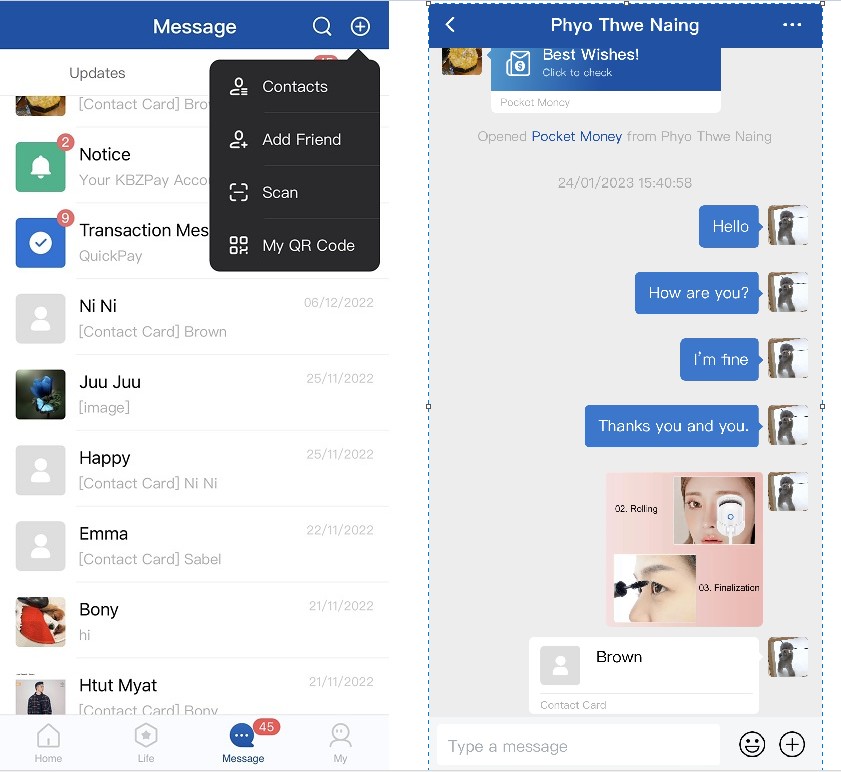 Message
Updates
[Contact Card] Bro
Contacts
Add Friend
Scan
My QR Code
2
Notice
Your KBZPay Acco
9
Transaction Mes
QuickPay
Ni Ni
06/12/2022
[Contact Card] Brown
Juu Juu
25/11/2022
[image]
Happy
25/11/2022
[Contact Card] Ni Ni
Emma
22/11/2022
[Contact Card] Sabel
Bony
21/11/2022
hi
Htut Myat
21/11/2022
[Contact Card] Bony
45
Home
Life
Message
My
Phyo Thwe Naing
Best Wishes!
Click to check
Pocket Money
Opened Pocket Money from Phyo Thwe Naing
24/01/2023 15:40:58
Hello
How are you?
I'm fine
Thanks you and you.
02. Rolling
03. Finalization
Brown
Contact Card
Type a message